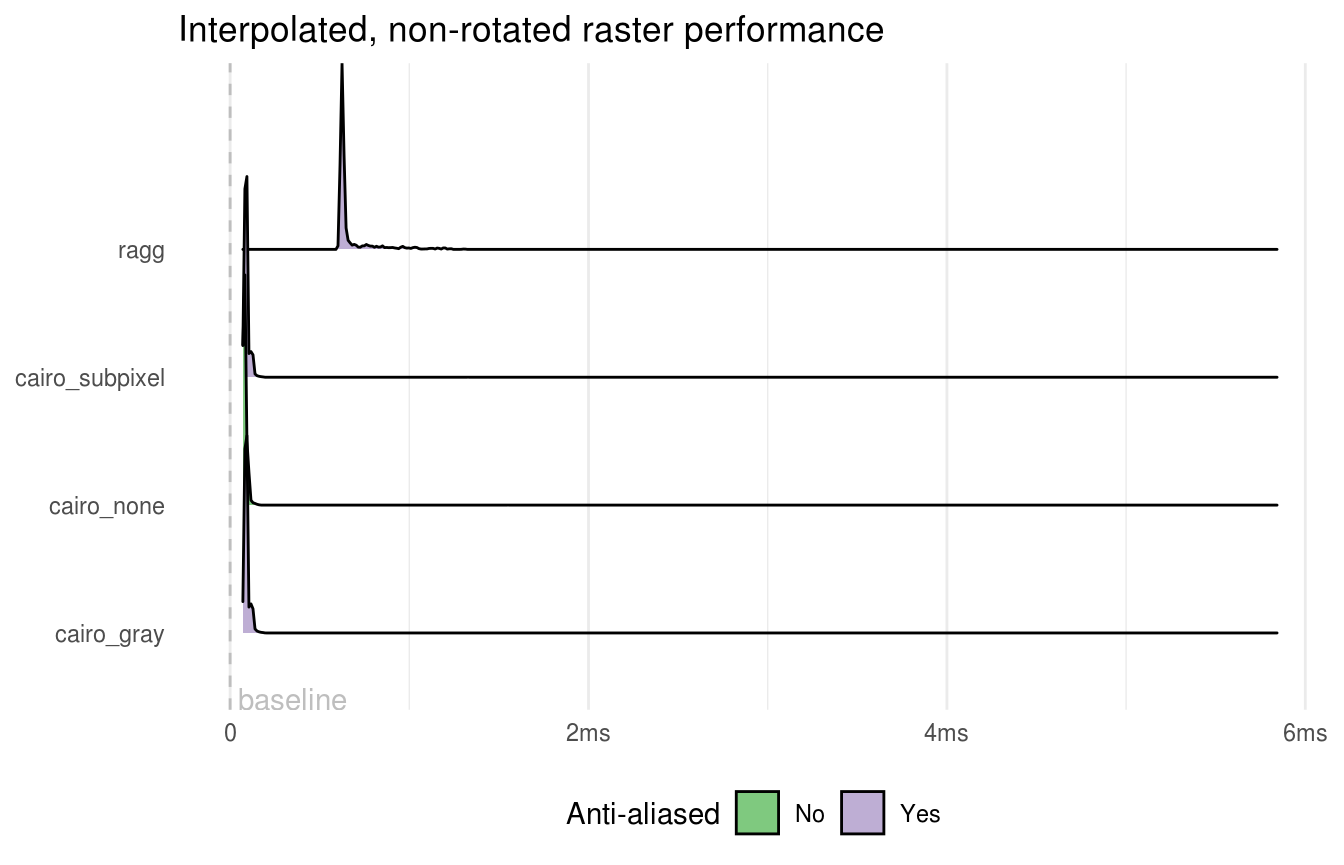 Interpolated, non-rotated raster performance
ragg
cairo_subpixel
cairo_none
cairo_gray
baseline
0 2ms 4ms 6ms
Anti-aliased No Yes